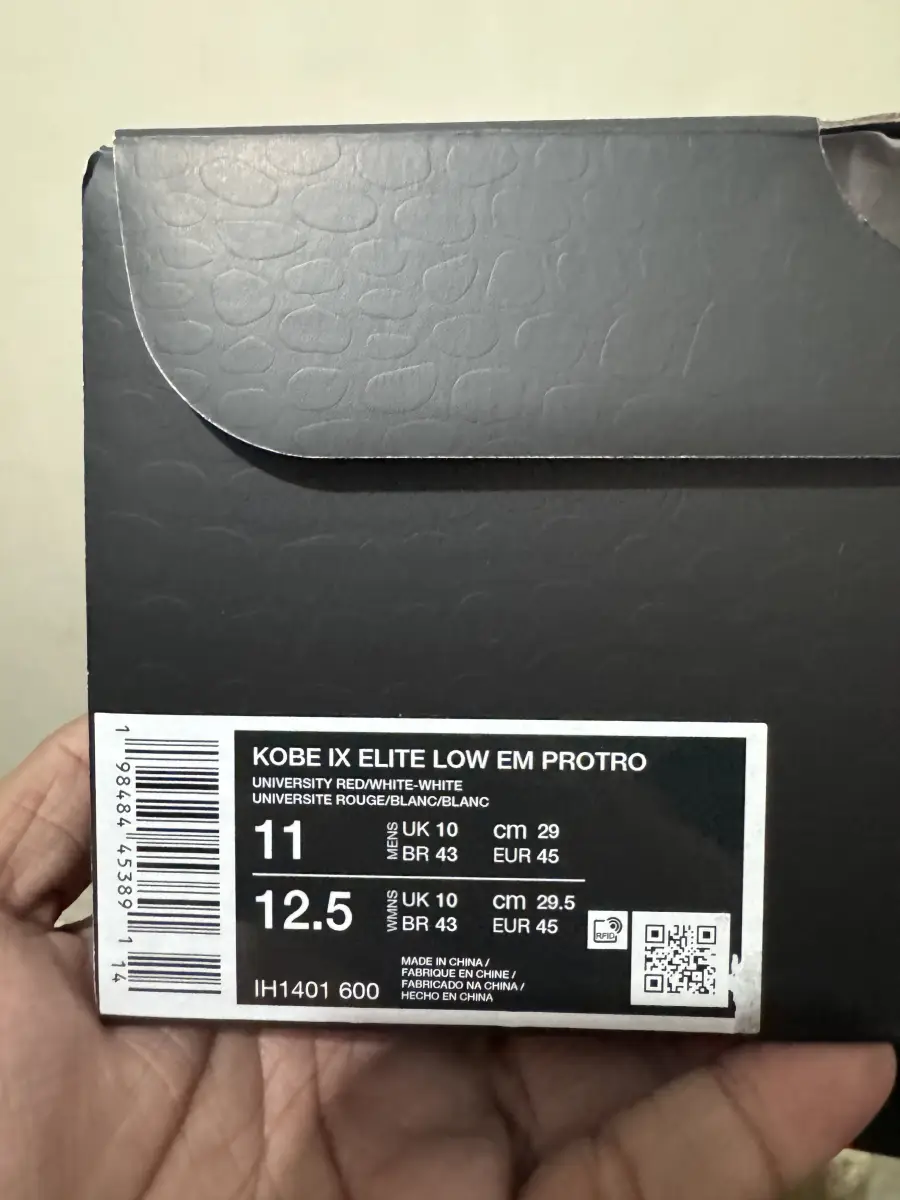 KOBE IX ELITE LOW EM PROTRO
UNIVERSITY RED/WHITE-WHITE
UNIVERSITE ROUGE/BLANC/BLANC
11
MENS
UK 10
cm 29
BR 43
EUR 45
12.5
WMNS
UK 10
cm 29.5
BR 43
EUR 45
RFID
IH1401 600
MADE IN CHINA /
FABRIQUE EN CHINE /
FABRICADO NA CHINA /
HECHO EN CHINA
1 98484 45389 1 14